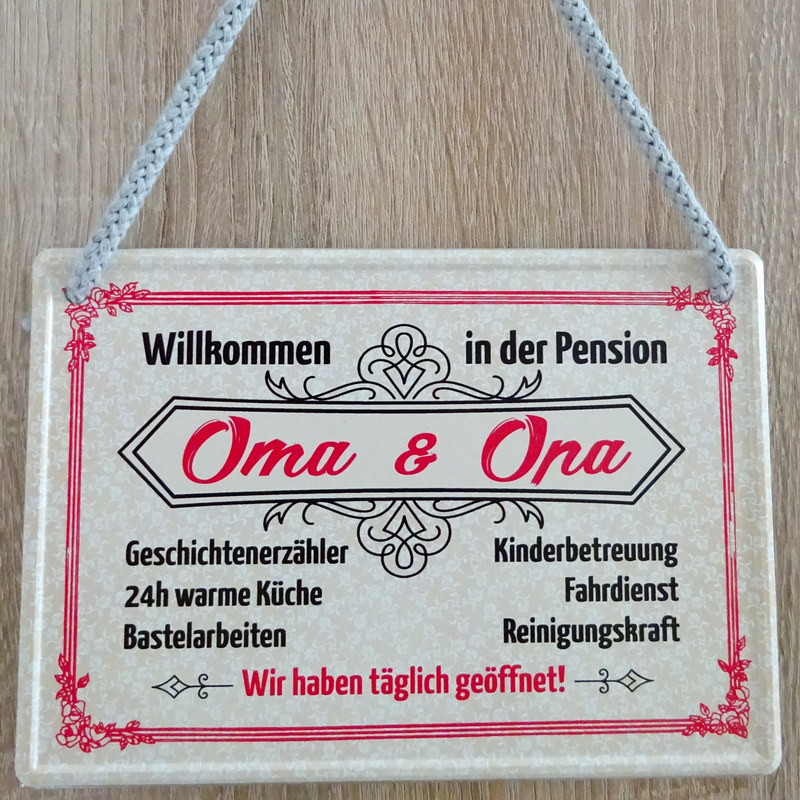 Willkommen in der Pension
Oma & Opa
Geschichtenerzähler
24h warme Küche
Bastelarbeiten
Kinderbetreuung
Fahrdienst
Reinigungskraft
Wir haben täglich geöffnet!